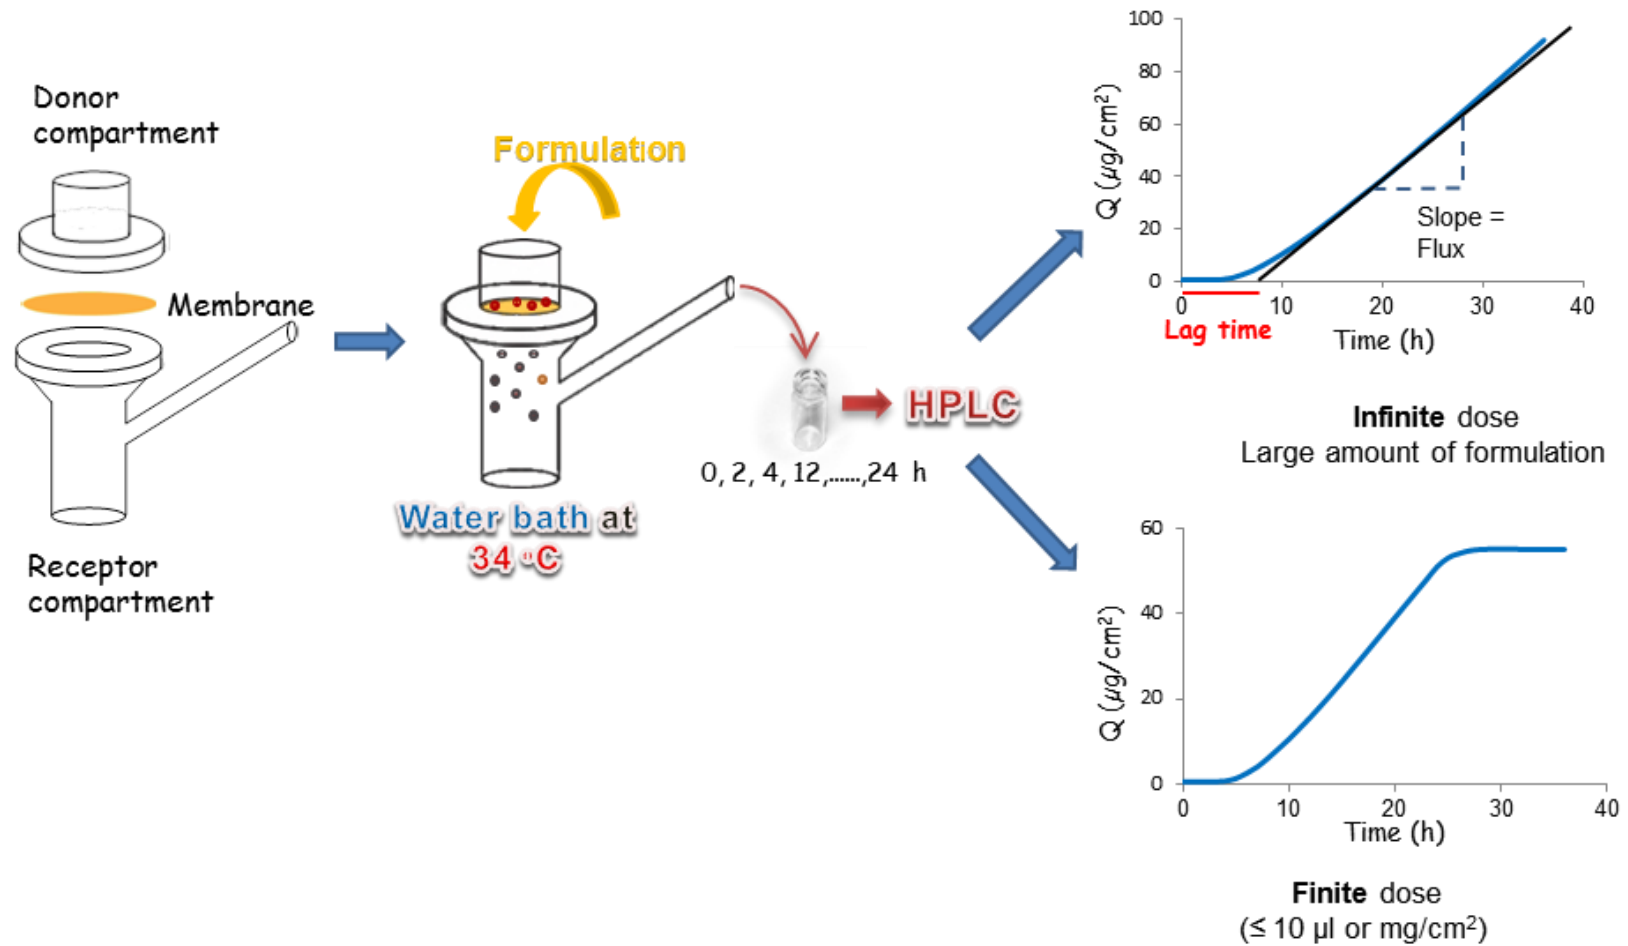 Donor
compartment
Membrane
Receptor
compartment
Formulation
Water bath at
34 °C
0, 2, 4, 12,......,24 h
HPLC
100
80
60
40
20
0
Q (µg/cm²)
0 10 20 30 40
Lag time
Time (h)
Slope =
Flux
Infinite dose
Large amount of formulation
60
40
20
0
Q (µg/cm²)
0 10 20 30 40
Time (h)
Finite dose
(≤ 10 µl or mg/cm²)